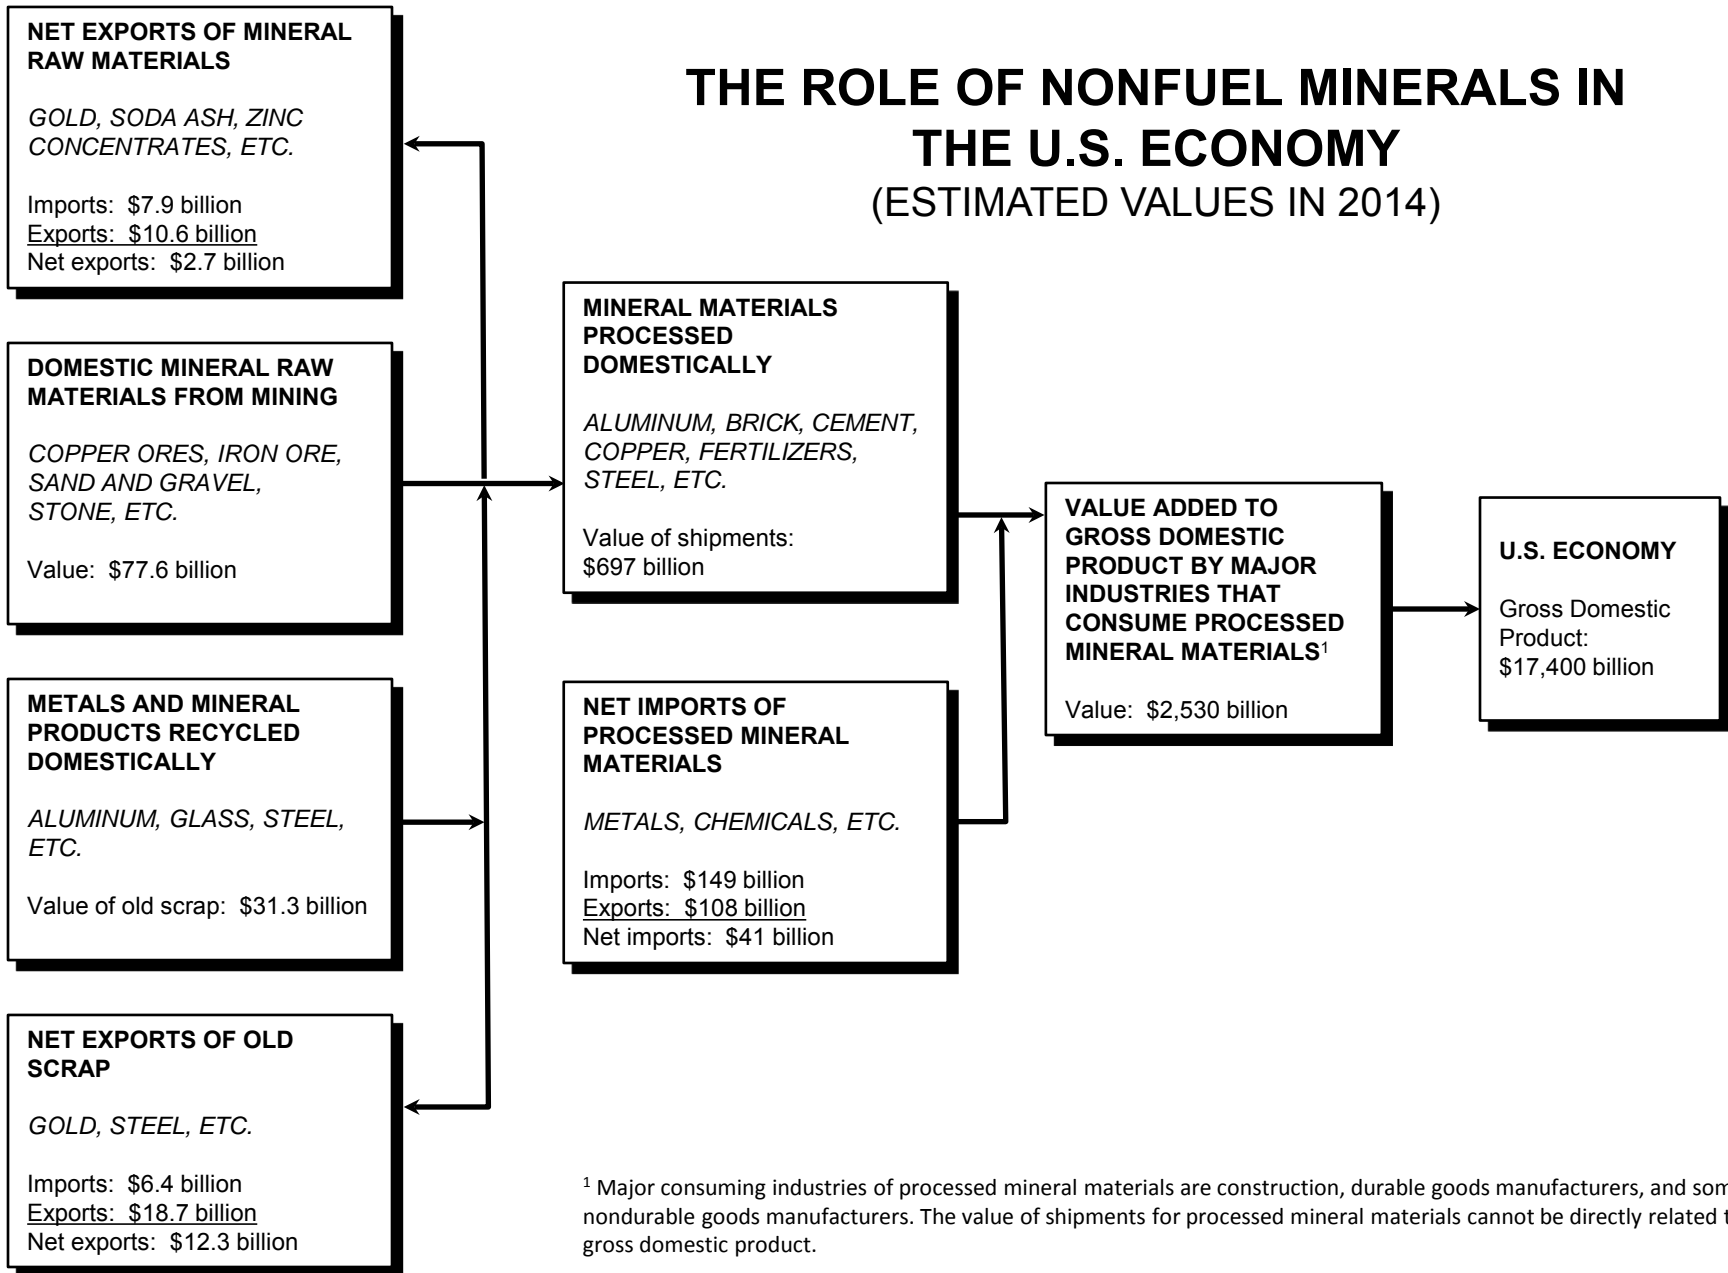 THE ROLE OF NONFUEL MINERALS IN
THE U.S. ECONOMY
(ESTIMATED VALUES IN 2014)
NET EXPORTS OF MINERAL
RAW MATERIALS
GOLD, SODA ASH, ZINC
CONCENTRATES, ETC.
Imports: $7.9 billion
Exports: $10.6 billion
Net exports: $2.7 billion
DOMESTIC MINERAL RAW
MATERIALS FROM MINING
COPPER ORES, IRON ORE,
SAND AND GRAVEL,
STONE, ETC.
Value: $77.6 billion
METALS AND MINERAL
PRODUCTS RECYCLED
DOMESTICALLY
ALUMINUM, GLASS, STEEL,
ETC.
Value of old scrap: $31.3 billion
NET EXPORTS OF OLD
SCRAP
GOLD, STEEL, ETC.
Imports: $6.4 billion
Exports: $18.7 billion
Net exports: $12.3 billion
MINERAL MATERIALS
PROCESSED
DOMESTICALLY
ALUMINUM, BRICK, CEMENT,
COPPER, FERTILIZERS,
STEEL, ETC.
Value of shipments:
$697 billion
NET IMPORTS OF
PROCESSED MINERAL
MATERIALS
METALS, CHEMICALS, ETC.
Imports: $149 billion
Exports: $108 billion
Net imports: $41 billion
VALUE ADDED TO
GROSS DOMESTIC
PRODUCT BY MAJOR
INDUSTRIES THAT
CONSUME PROCESSED
MINERAL MATERIALS¹
Value: $2,530 billion
U.S. ECONOMY
Gross Domestic
Product:
$17,400 billion
¹ Major consuming industries of processed mineral materials are construction, durable goods manufacturers, and
nondurable goods manufacturers. The value of shipments for processed mineral materials cannot be directly related
gross domestic product.